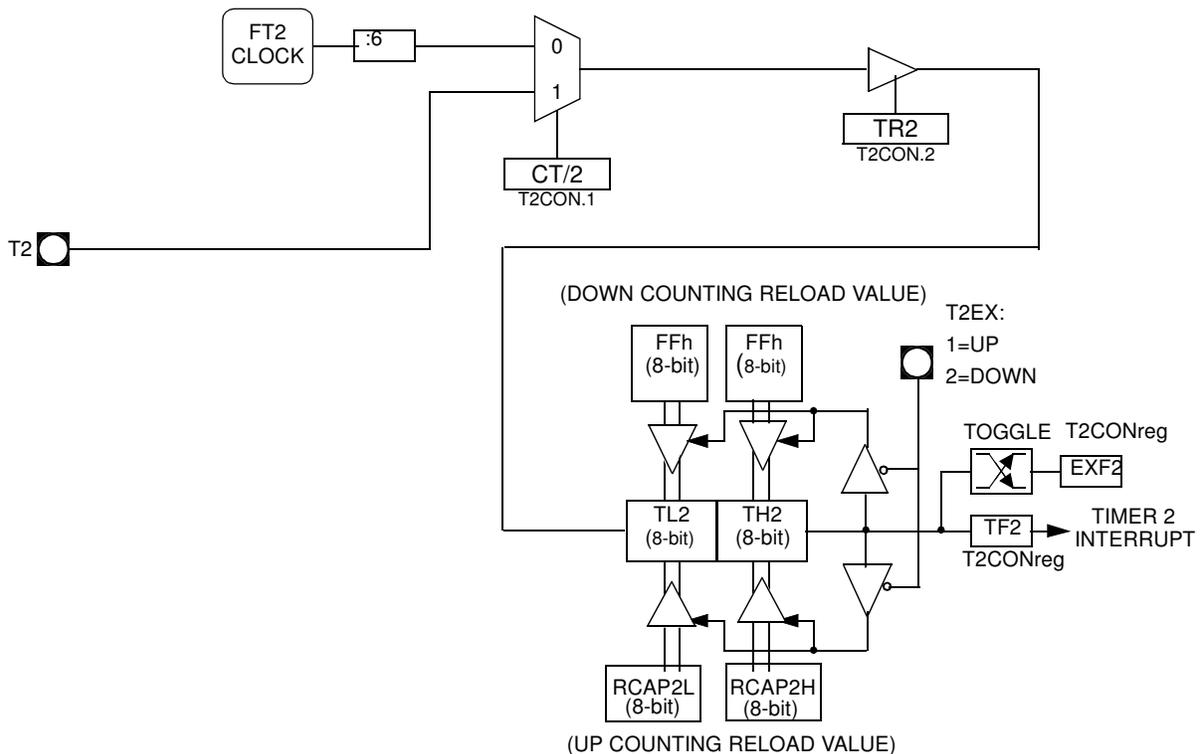 FT2
CLOCK
:6
0
1
TR2
T2CON.2
CT/2
T2CON.1
T2
(DOWN COUNTING RELOAD VALUE)
T2EX:
1=UP
2=DOWN
FFh
(8-bit)
FFh
(8-bit)
TOGGLE
T2CONreg
EXF2
TL2
(8-bit)
TH2
(8-bit)
TF2
T2CONreg
TIMER 2
INTERRUPT
RCAP2L
(8-bit)
RCAP2H
(8-bit)
(UP COUNTING RELOAD VALUE)